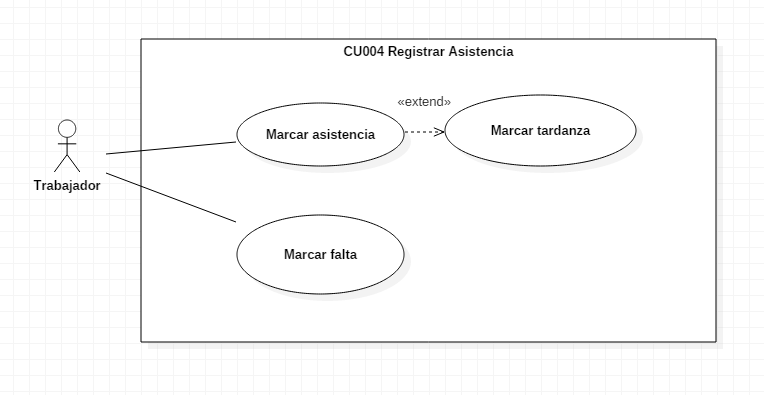 CU004 Registrar Asistencia
«extend»
Marcar asistencia
Marcar tardanza
Trabajador
Marcar falta